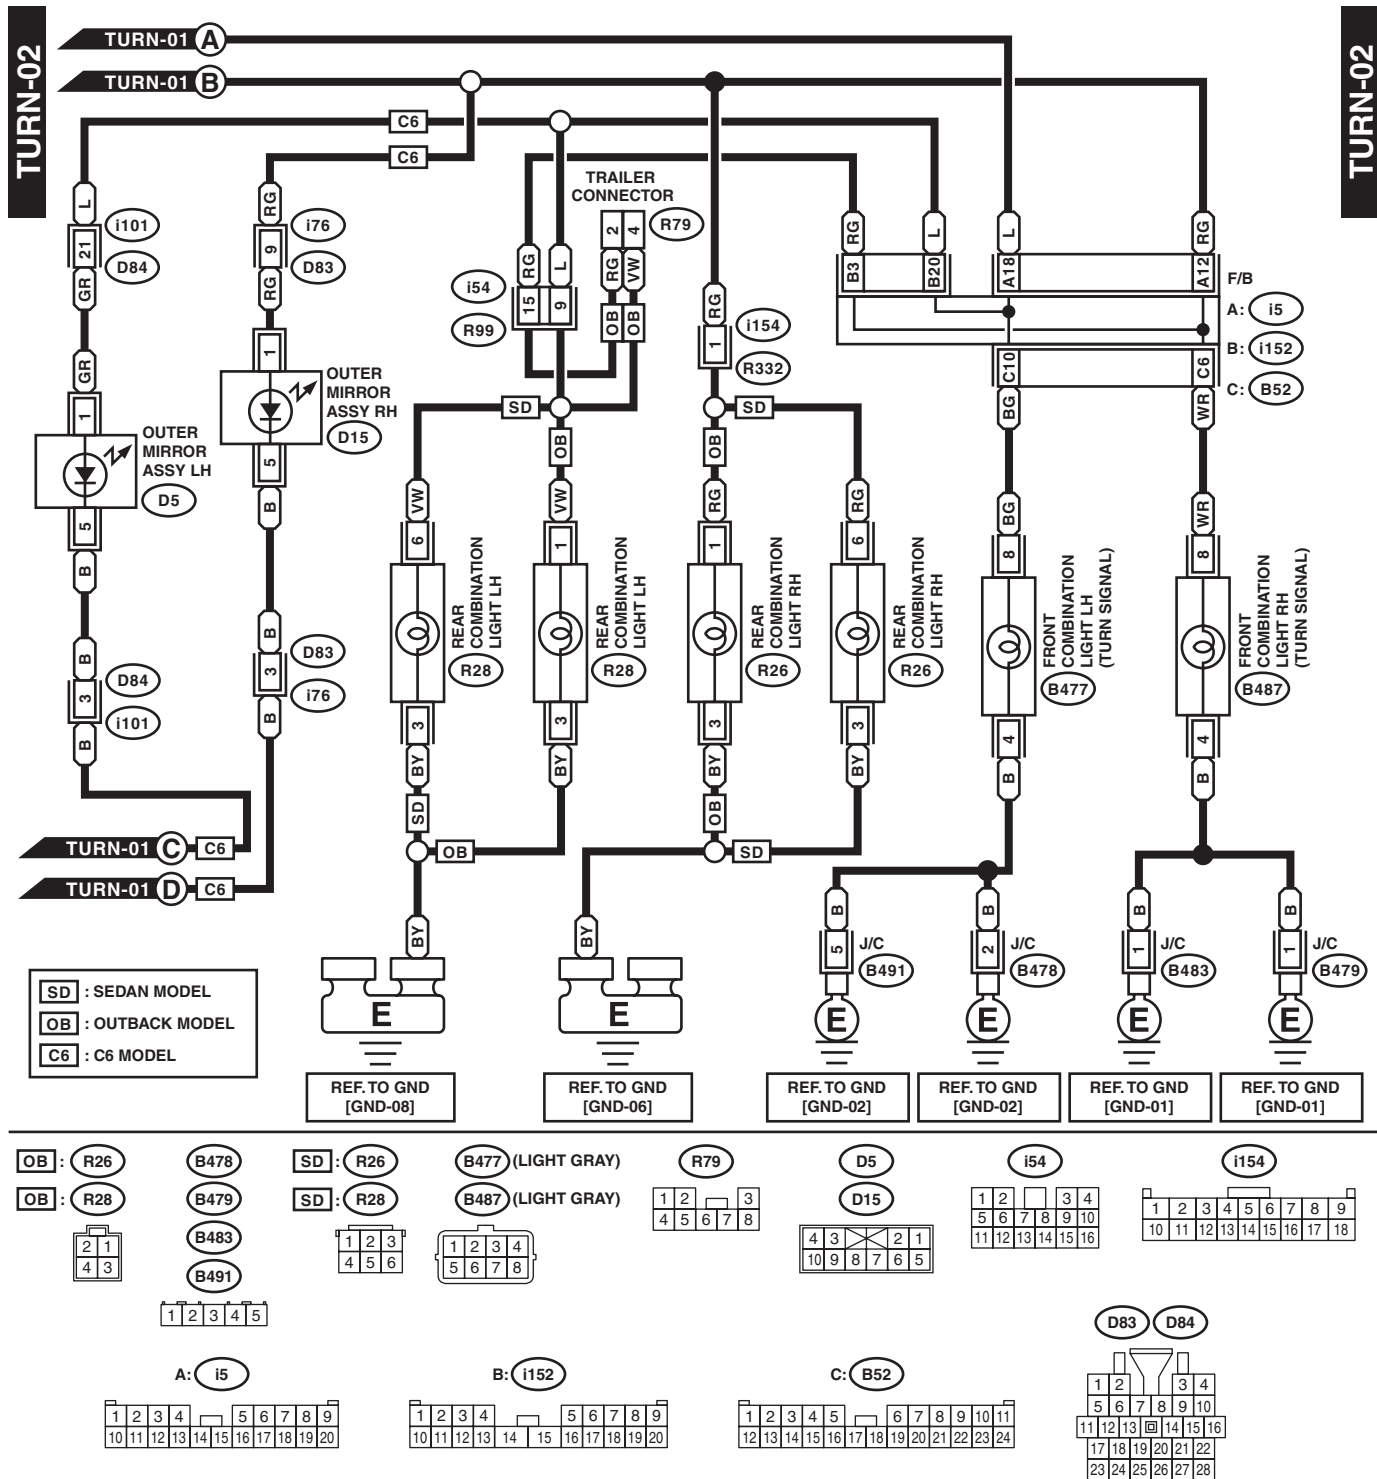 TURN-02
TURN-02
TURN-01 A
TURN-01 B
C6
C6
TRAILER
CONNECTOR
2 4
R79
L
i101
21
D84
GR
RG
i76
9
D83
RG
RG
L
i54
15 9
R99
RG VW
OB OB
RG
i154
1
R332
RG
L
L
RG
B3
B20
A18
A12
F/B
A: i5
B: i152
C: B52
C10
C6
BG
WR
GR
1
OUTER
MIRROR
ASSY LH
D5
5
B
1
OUTER
MIRROR
ASSY RH
D15
5
B
SD
OB
SD
OB
VW
6
REAR
COMBINATION
LIGHT LH
R28
3
BY
VW
1
REAR
COMBINATION
LIGHT LH
R28
3
BY
RG
1
REAR
COMBINATION
LIGHT RH
R26
3
BY
RG
6
REAR
COMBINATION
LIGHT RH
R26
3
BY
BG
8
FRONT
COMBINATION
LIGHT LH
(TURN SIGNAL)
B477
4
B
WR
8
FRONT
COMBINATION
LIGHT RH
(TURN SIGNAL)
B487
4
B
B
D84
3
i101
B
B
D83
3
i76
B
SD
OB
OB
SD
TURN-01 C C6
TURN-01 D C6
BY
BY
B
5
J/C
B491
B
2
J/C
B478
B
1
J/C
B483
B
1
J/C
B479
SD : SEDAN MODEL
OB : OUTBACK MODEL
C6 : C6 MODEL
E
E
E
E
E
E
REF. TO GND
[GND-08]
REF. TO GND
[GND-06]
REF. TO GND
[GND-02]
REF. TO GND
[GND-02]
REF. TO GND
[GND-01]
REF. TO GND
[GND-01]
OB : R26
OB : R28
2 1
4 3
B478
B479
B483
B491
1 2 3 4 5
SD : R26
SD : R28
1 2 3
4 5 6
B477 (LIGHT GRAY)
B487 (LIGHT GRAY)
1 2 3 4
5 6 7 8
R79
1 2 3
4 5 6 7 8
D5
D15
4 3 2 1
10 9 8 7 6 5
i54
1 2 3 4
5 6 7 8 9 10
11 12 13 14 15 16
i154
1 2 3 4 5 6 7 8 9
10 11 12 13 14 15 16 17 18
A: i5
1 2 3 4 5 6 7 8 9
10 11 12 13 14 15 16 17 18 19 20
B: i152
1 2 3 4 5 6 7 8 9
10 11 12 13 14 15 16 17 18 19 20
C: B52
1 2 3 4 5 6 7 8 9 10 11
12 13 14 15 16 17 18 19 20 21 22 23 24
D83 D84
1 2 3 4
5 6 7 8 9 10
11 12 13 14 15 16
17 18 19 20 21 22
23 24 25 26 27 28